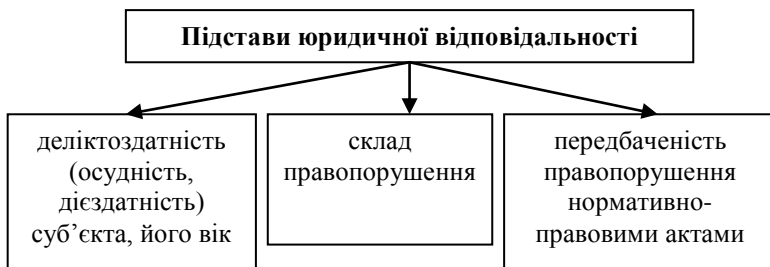 Підстави юридичної відповідальності
деліктоздатність
(осудність,
дієздатність)
суб’єкта, його вік
склад
правопорушення
передбаченість
правопорушення
нормативно-
правовими актами